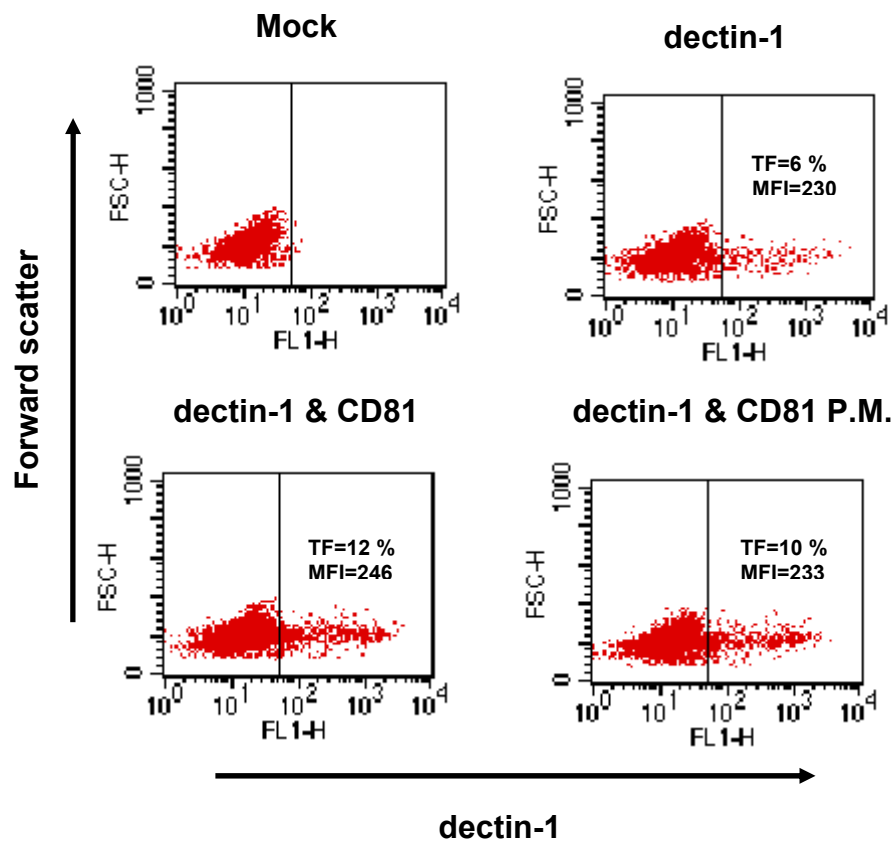 Mock
1000
FSC-H
0
10^0 10^1 10^2 10^3 10^4
FL1-H
dectin-1
1000
FSC-H
0
TF=6 %
MFI=230
10^0 10^1 10^2 10^3 10^4
FL1-H
Forward scatter
dectin-1 & CD81
1000
FSC-H
0
TF=12 %
MFI=246
10^0 10^1 10^2 10^3 10^4
FL1-H
dectin-1 & CD81 P.M.
1000
FSC-H
0
TF=10 %
MFI=233
10^0 10^1 10^2 10^3 10^4
FL1-H
dectin-1